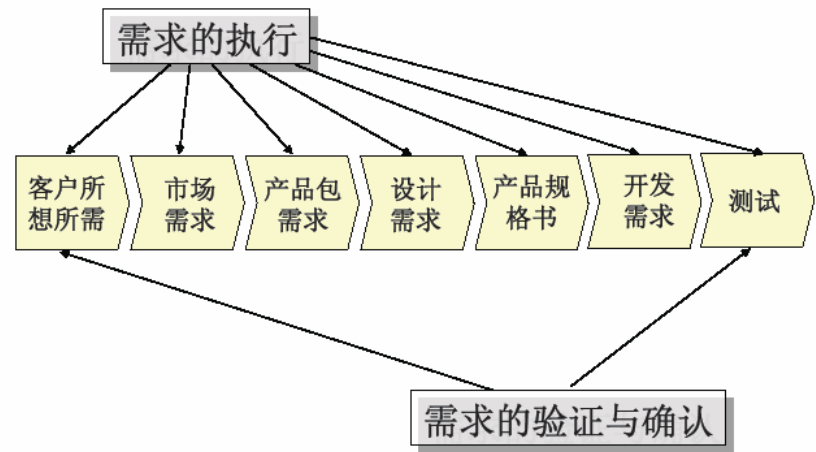 需求的执行
客户所
想所需
市场
需求
产品包
需求
设计
需求
产品规
格书
开发
需求
测试
需求的验证与确认